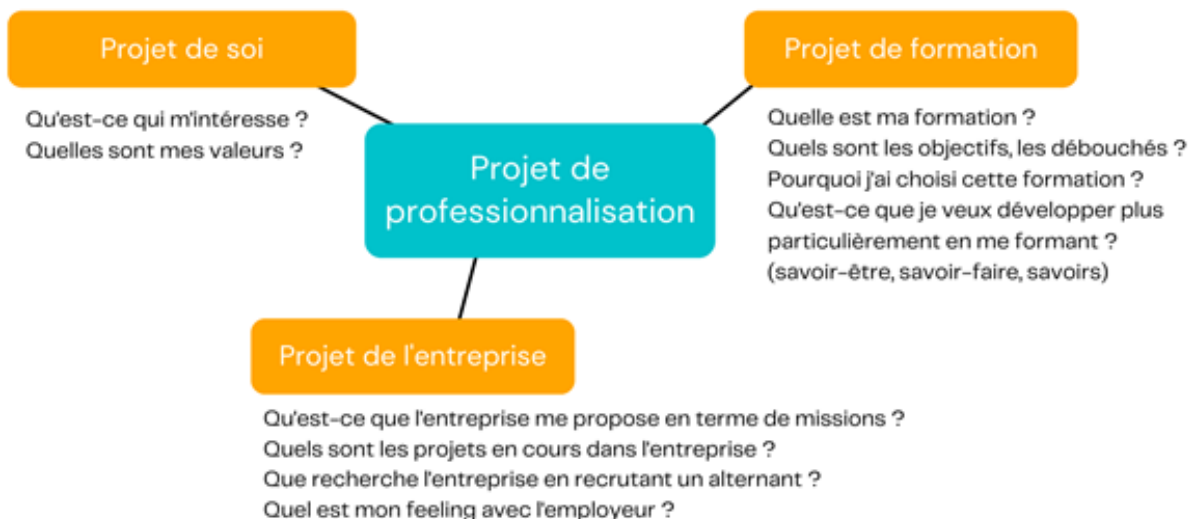 Projet de soi
Qu'est-ce qui m'intéresse ?
Quelles sont mes valeurs ?
Projet de
professionnalisation
Projet de formation
Quelle est ma formation ?
Quels sont les objectifs, les débouchés ?
Pourquoi j'ai choisi cette formation ?
Qu'est-ce que je veux développer plus
particulièrement en me formant ?
(savoir-être, savoir-faire, savoirs)
Projet de l'entreprise
Qu'est-ce que l'entreprise me propose en terme de missions ?
Quels sont les projets en cours dans l'entreprise ?
Que recherche l'entreprise en recrutant un alternant ?
Quel est mon feeling avec l'employeur ?